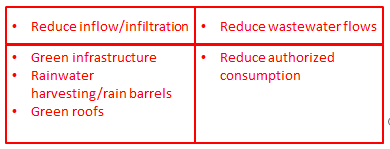 • Reduce inflow/infiltration
• Reduce wastewater flows
• Green infrastructure
• Rainwater
harvesting/rain barrels
• Green roofs
• Reduce authorized
consumption